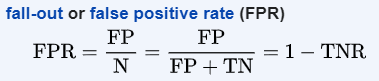 fall-out or false positive rate (FPR)
FPR = FP/N = FP/(FP + TN) = 1 − TNR